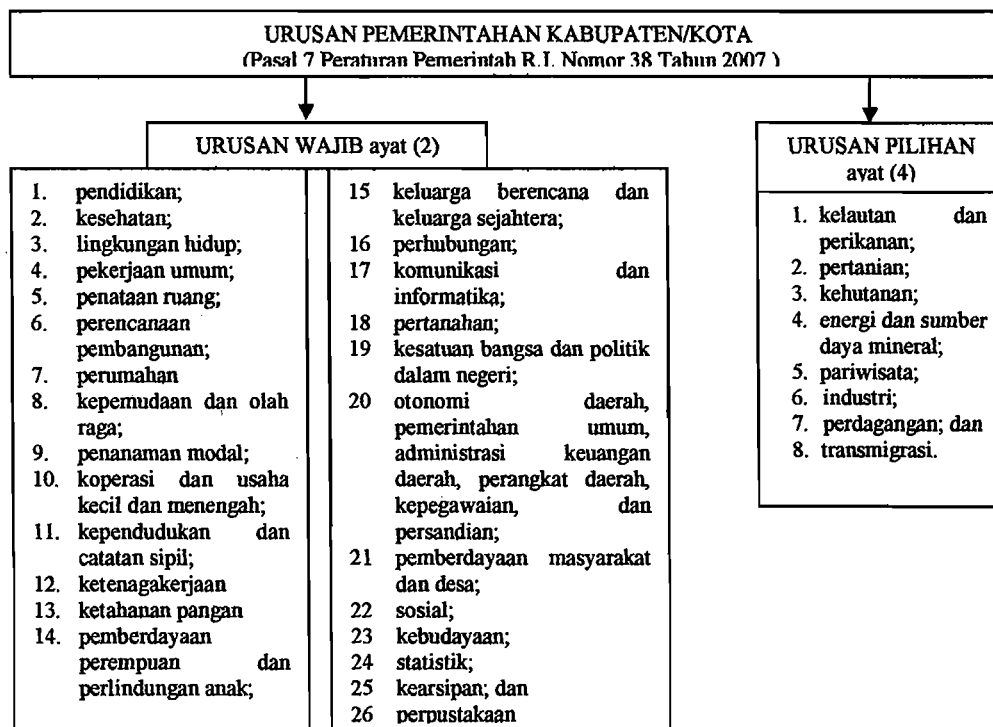 URUSAN PEMERINTAHAN KABUPATEN/KOTA
(Pasal 7 Peraturan Pemerintah R.I. Nomor 38 Tahun 2007 )
URUSAN WAJIB ayat (2)
1. pendidikan;
2. kesehatan;
3. lingkungan hidup;
4. pekerjaan umum;
5. penataan ruang;
6. perencanaan
pembangunan;
7. perumahan
8. kepemudaan dan olah
raga;
9. penanaman modal;
10. koperasi dan usaha
kecil dan menengah;
11. kependudukan dan
catatan sipil;
12. ketenagakerjaan
13. ketahanan pangan
14. pemberdayaan
perempuan dan
perlindungan anak;
15 keluarga berencana dan
keluarga sejahtera;
16 perhubungan;
17 komunikasi dan
informatika;
18 pertanahan;
19 kesatuan bangsa dan politik
dalam negeri;
20 otonomi daerah,
pemerintahan umum,
administrasi keuangan
daerah, perangkat daerah,
kepegawaian, dan
persandian;
21 pemberdayaan masyarakat
dan desa;
22 sosial;
23 kebudayaan;
24 statistik;
25 kearsipan; dan
26 perpustakaan
URUSAN PILIHAN
ayat (4)
1. kelautan dan
perikanan;
2. pertanian;
3. kehutanan;
4. energi dan sumber
daya mineral;
5. pariwisata;
6. industri;
7. perdagangan; dan
8. transmigrasi.